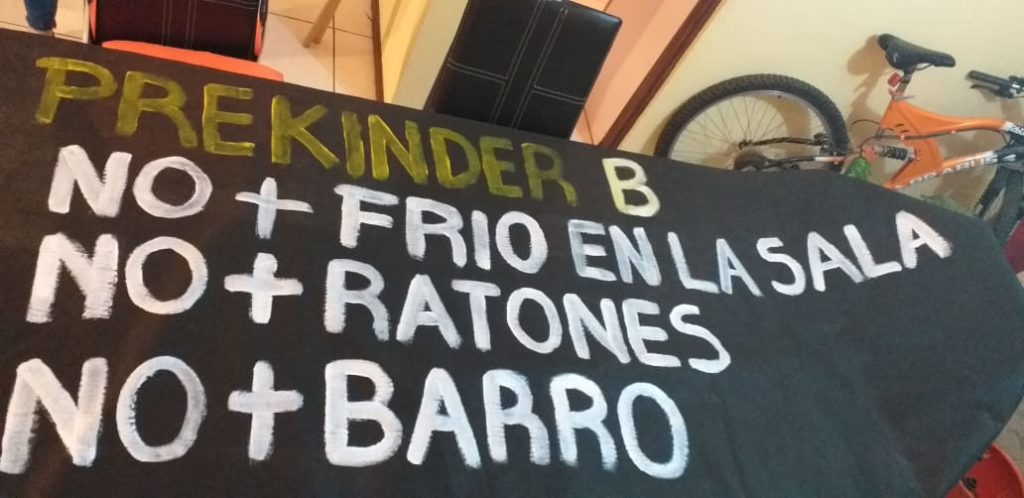 PREKINDER B
NO + FRIO EN LA SALA
NO + RATONES
NO + BARRO